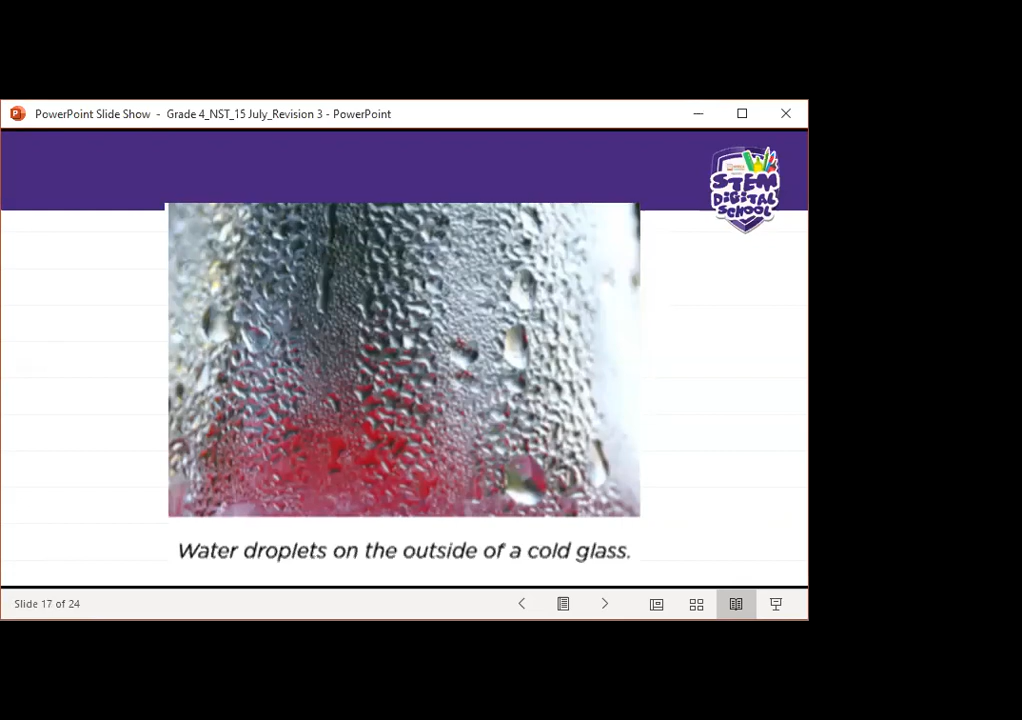 PowerPoint Slide Show - Grade 4_NST_15 July_Revision 3 - PowerPoint
STEM
DIGITAL
SCHOOL
Water droplets on the outside of a cold glass.
Slide 17 of 24